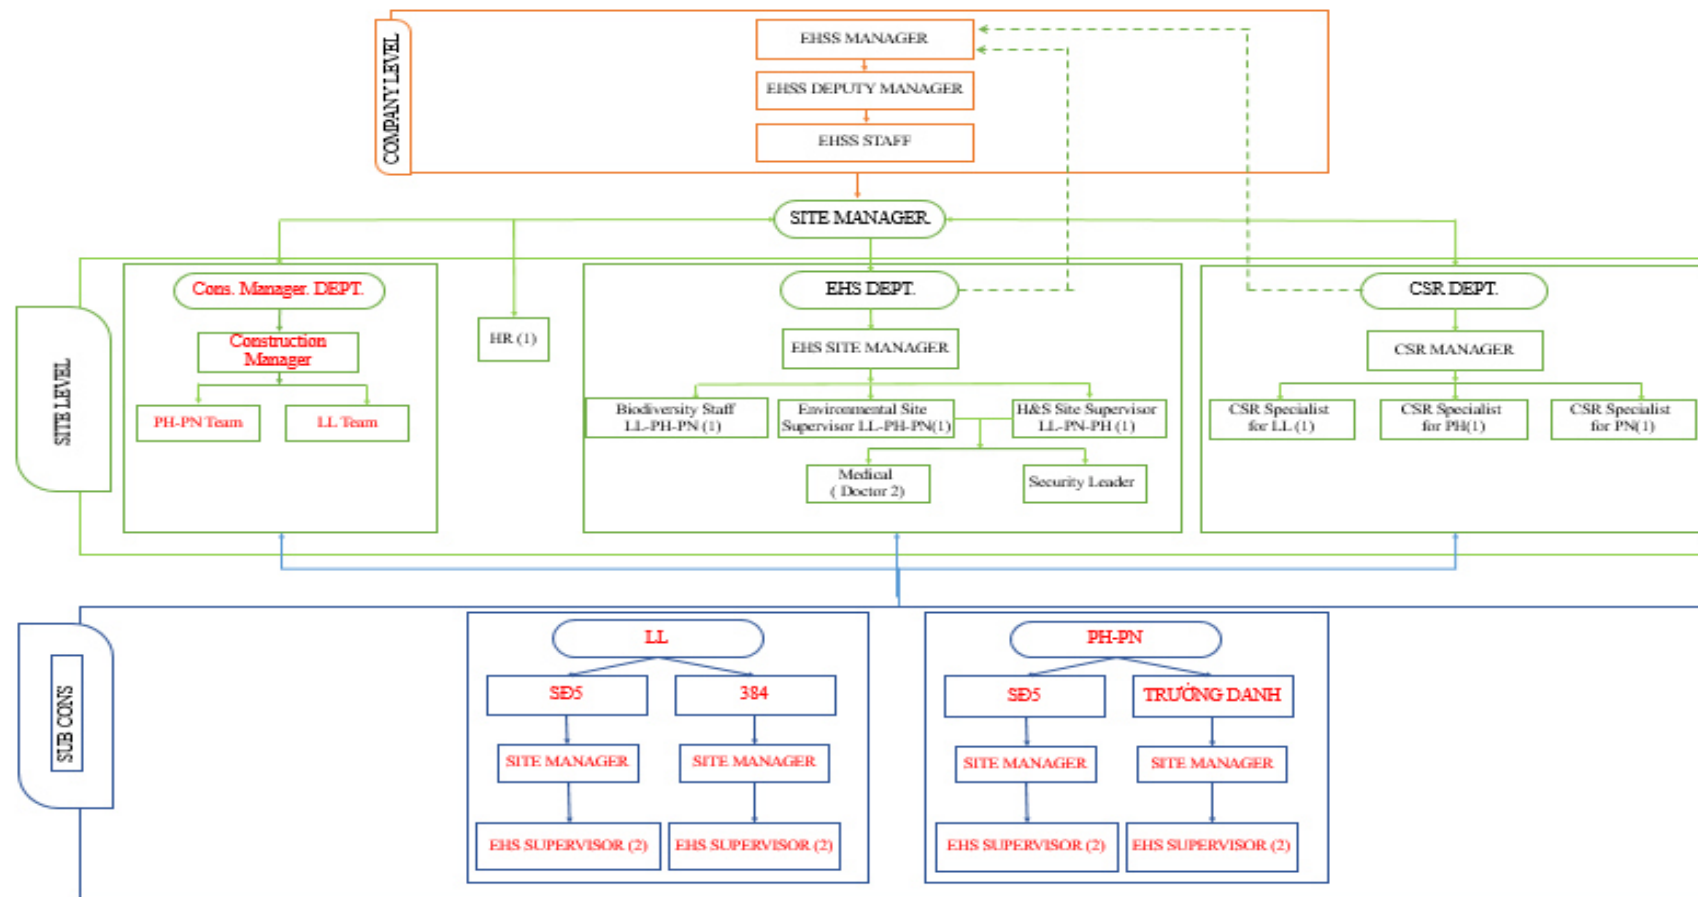 COMPANY LEVEL
EHSS MANAGER
EHSS DEPUTY MANAGER
EHSS STAFF
SITE MANAGER
SITE LEVEL
Cons. Manager. DEPT.
Construction
Manager
PH-PN Team
LL Team
HR (1)
EHS DEPT.
EHS SITE MANAGER
Biodiversity Staff
LL-PH-PN (1)
Environmental Site
Supervisor LL-PH-PN(1)
H&S Site Supervisor
LL-PN-PH (1)
Medical
( Doctor 2)
Security Leader
CSR DEPT.
CSR MANAGER
CSR Specialist
for LL (1)
CSR Specialist
for PH(1)
CSR Specialist
for PN(1)
SUB CONS
LL
SĐ5
384
SITE MANAGER
SITE MANAGER
EHS SUPERVISOR (2)
EHS SUPERVISOR (2)
PH-PN
SĐ5
TRƯỜNG DANH
SITE MANAGER
SITE MANAGER
EHS SUPERVISOR (2)
EHS SUPERVISOR (2)